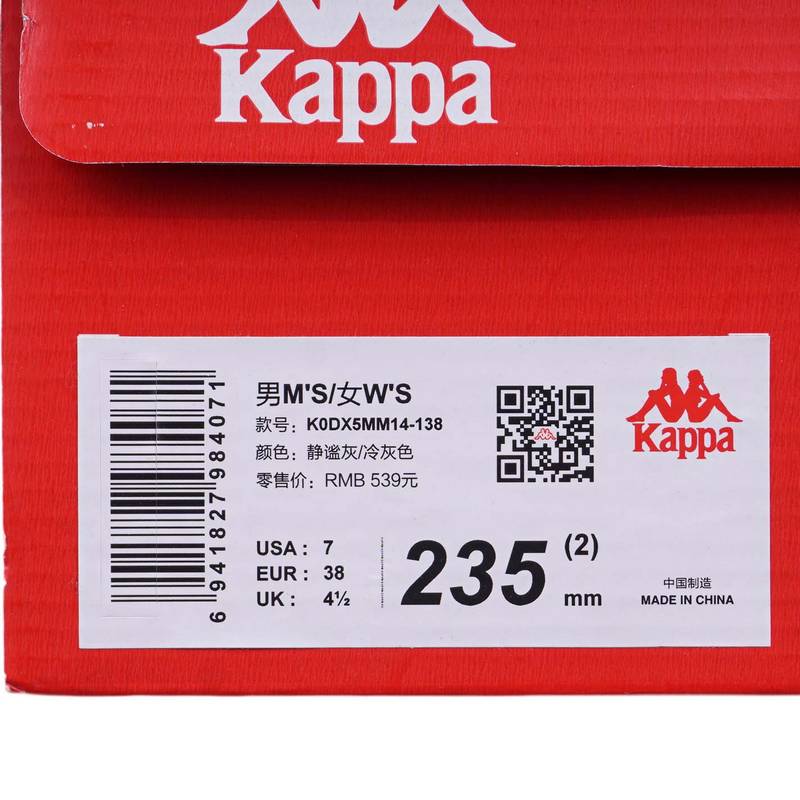 Kappa
男M'S/女W'S
款号：K0DX5MM14-138
颜色：静谧灰/冷灰色
零售价：RMB 539元
USA : 7
EUR : 38
UK : 4½
235 (2) mm
6 941827 984071
Kappa
中国制造
MADE IN CHINA